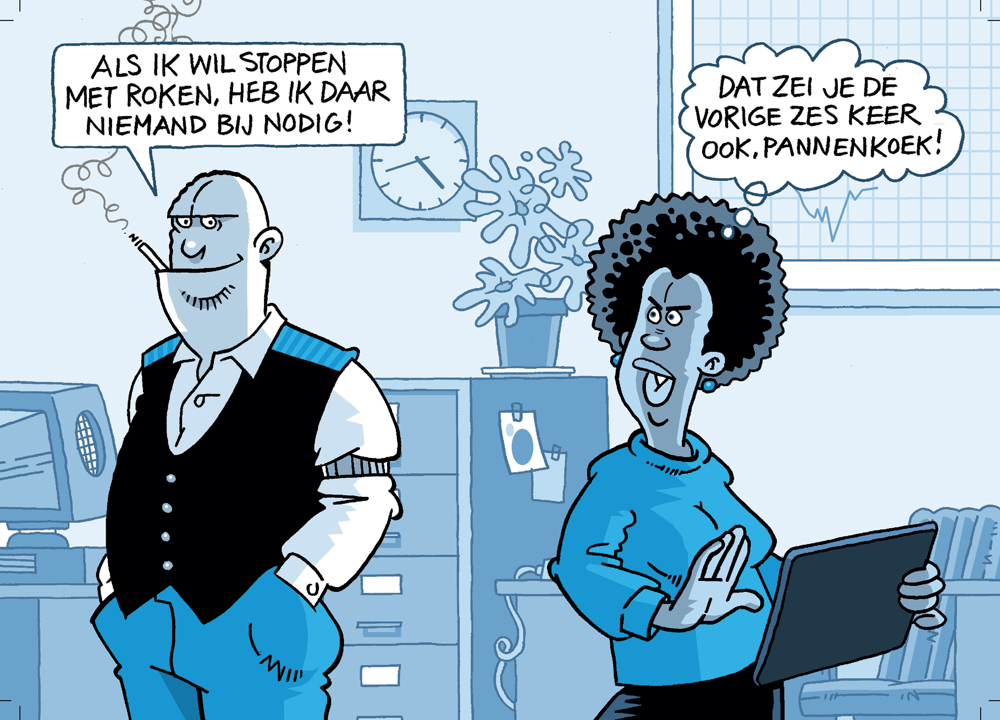 ALS IK WIL STOPPEN
MET ROKEN, HEB IK DAAR
NIEMAND BIJ NODIG!
DAT ZEI JE DE
VORIGE ZES KEER
OOK, PANNENKOEK!